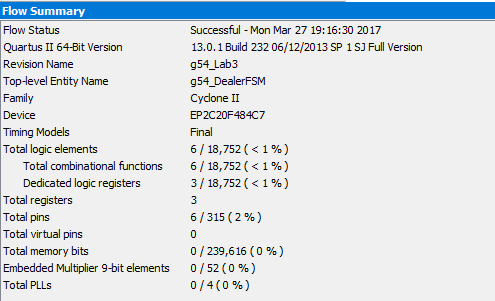 Flow Summary
Flow Status Successful - Mon Mar 27 19:16:30 2017
Quartus II 64-Bit Version 13.0.1 Build 232 06/12/2013 SP 1 SJ Full Version
Revision Name g54_Lab3
Top-level Entity Name g54_DealerFSM
Family Cyclone II
Device EP2C20F484C7
Timing Models Final
Total logic elements 6 / 18,752 ( < 1 % )
Total combinational functions 6 / 18,752 ( < 1 % )
Dedicated logic registers 3 / 18,752 ( < 1 % )
Total registers 3
Total pins 6 / 315 ( 2 % )
Total virtual pins 0
Total memory bits 0 / 239,616 ( 0 % )
Embedded Multiplier 9-bit elements 0 / 52 ( 0 % )
Total PLLs 0 / 4 ( 0 % )